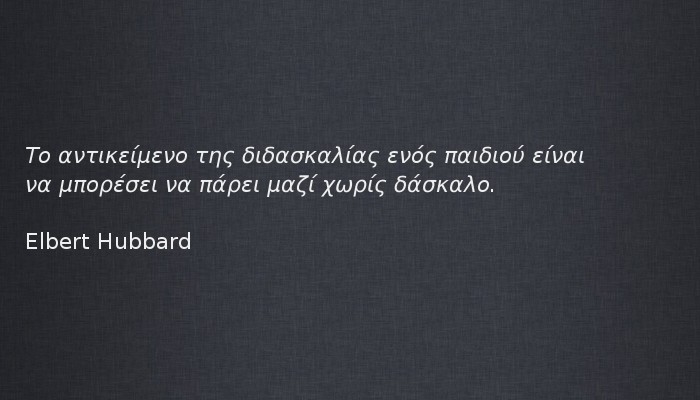 Το αντικείμενο της διδασκαλίας ενός παιδιού είναι
να μπορέσει να πάρει μαζί χωρίς δάσκαλο.
Elbert Hubbard